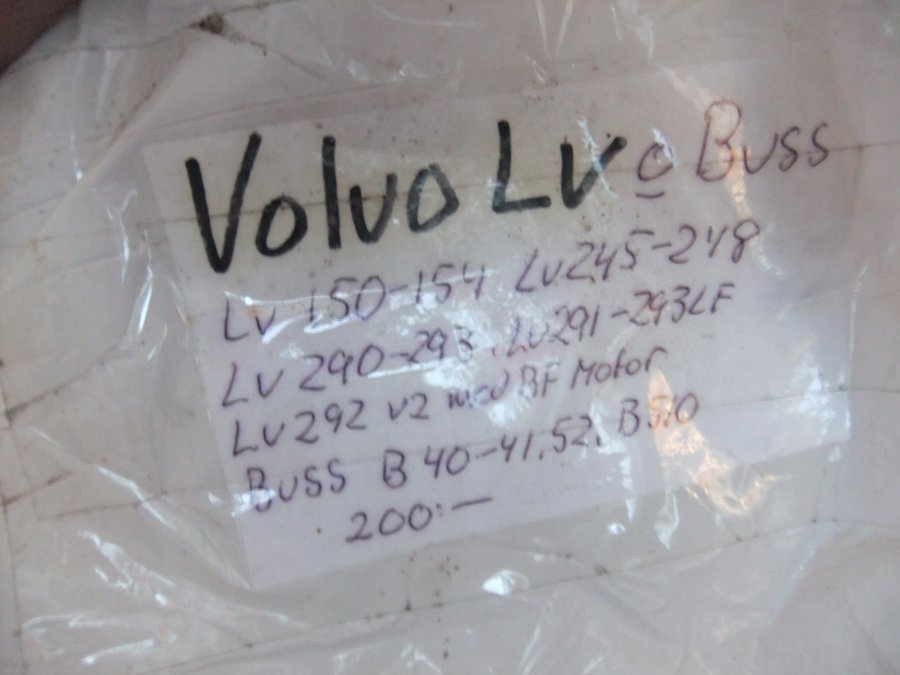 Volvo Lv o Buss
Lv 150-154 Lv245-248
Lv 290-293, Lv291-293LF
Lv292 v2 med BF Motor
Buss B 40-41, 52, B510
200:-